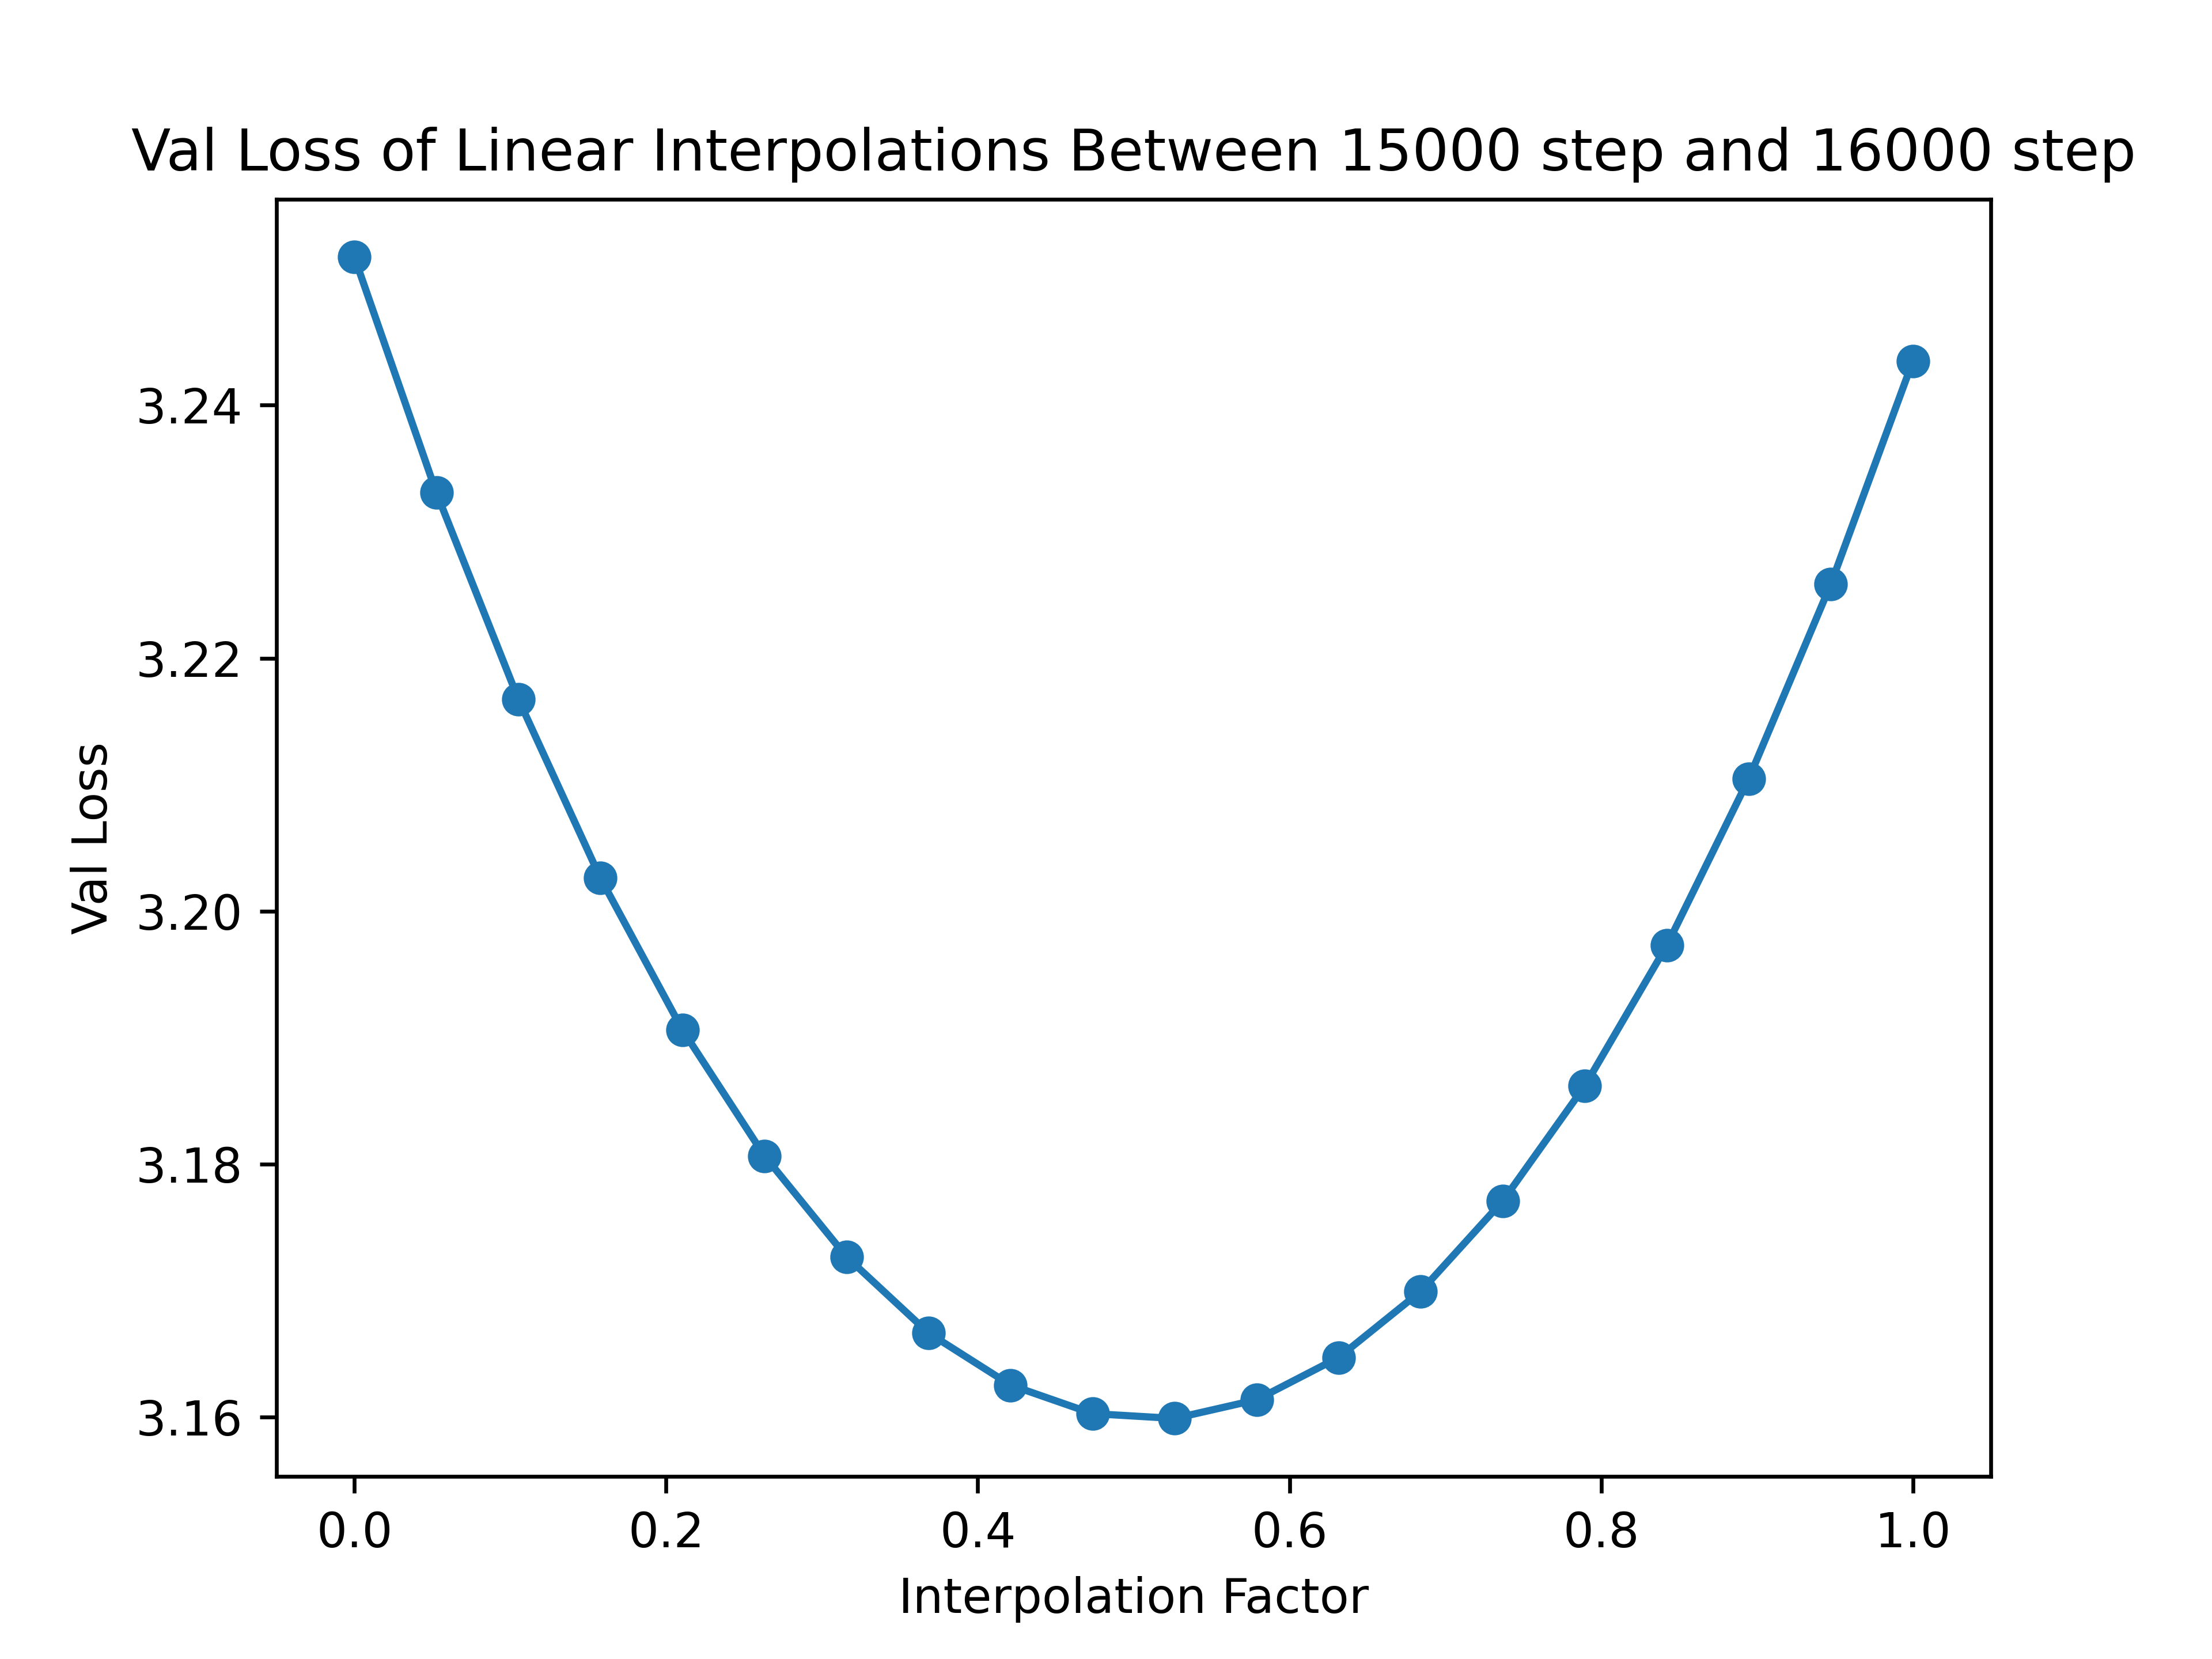 Val Loss of Linear Interpolations Between 15000 step and 16000 step
Val Loss
3.24
3.22
3.20
3.18
3.16
0.0 0.2 0.4 0.6 0.8 1.0
Interpolation Factor